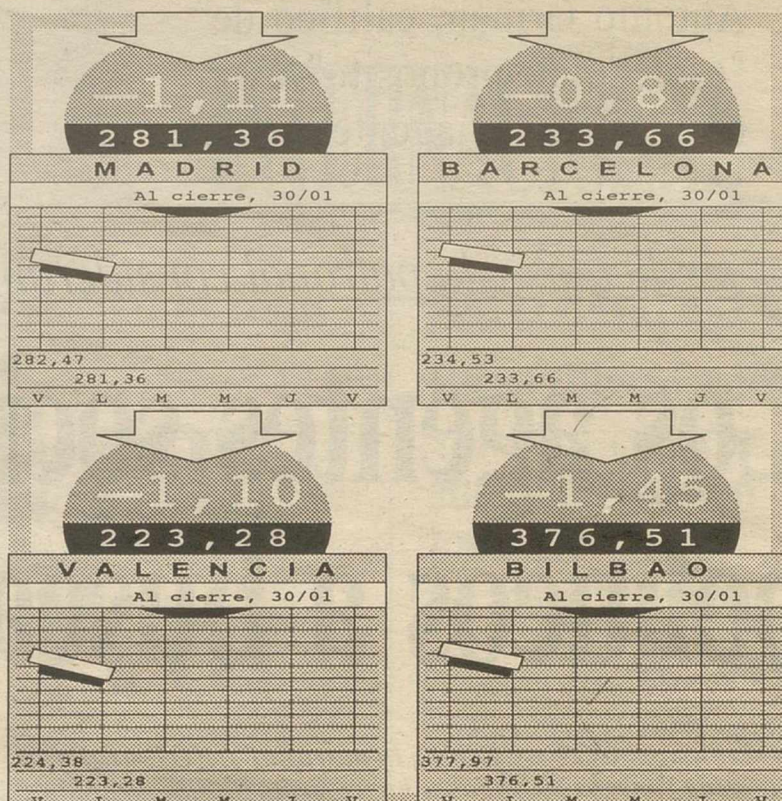 —1,11
281,36
MADRID
Al cierre, 30/01
282,47
281,36
V L M M J V
—0,87
233,66
BARCELONA
Al cierre, 30/01
234,53
233,66
V L M M J V
—1,10
223,28
VALENCIA
Al cierre, 30/01
224,38
223,28
V L M M J V
—1,45
376,51
BILBAO
Al cierre, 30/01
377,97
376,51
V L M M J V